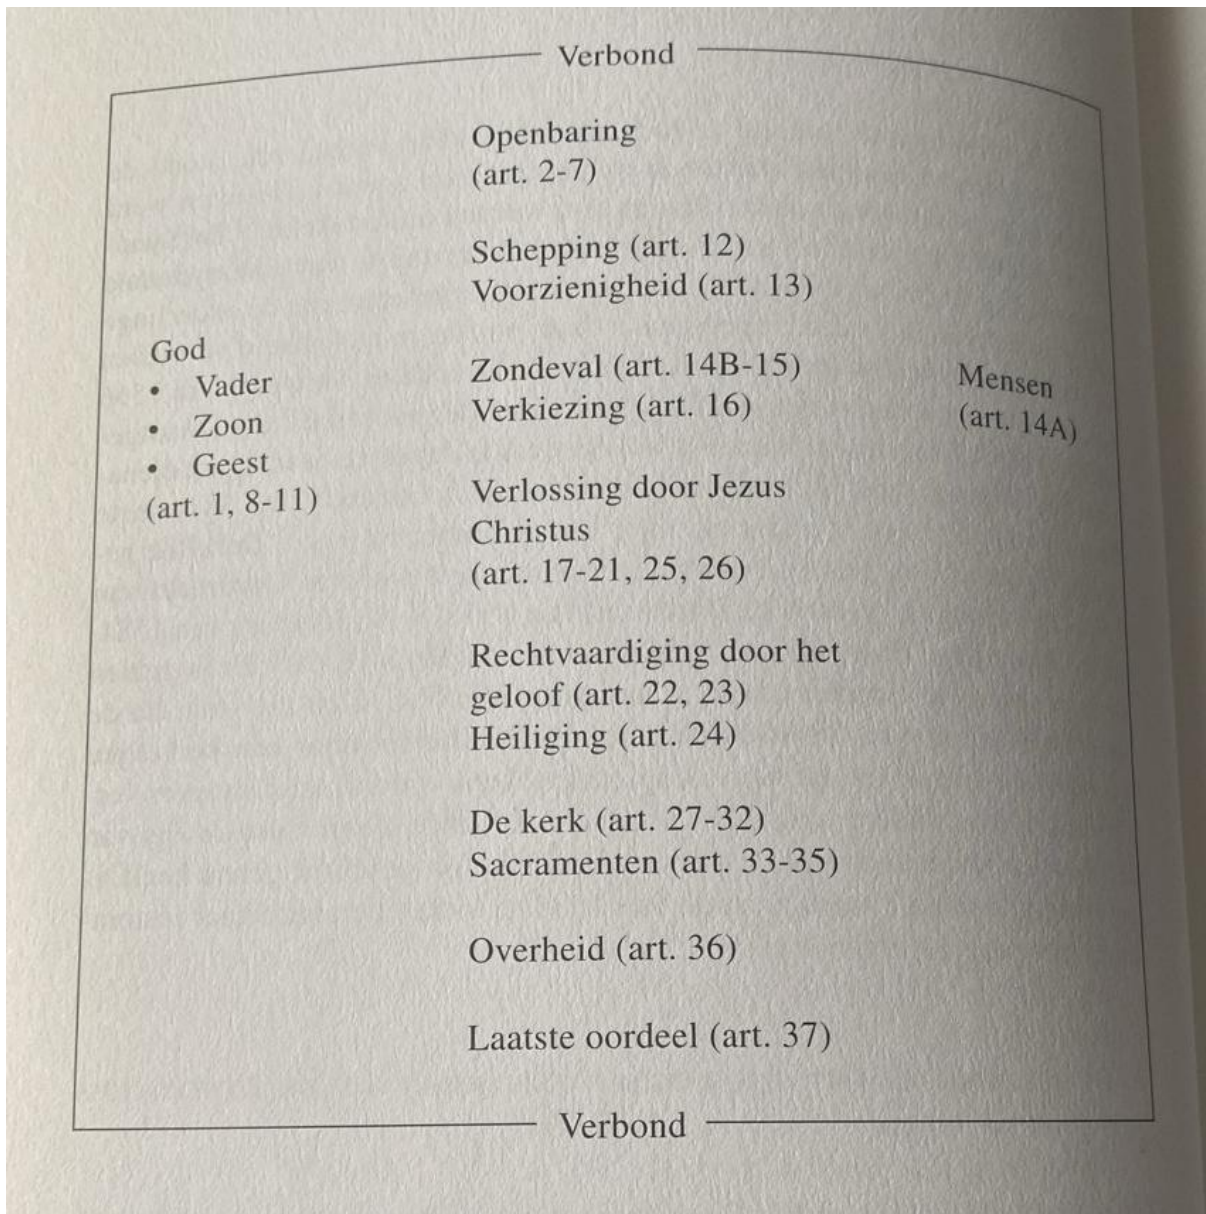 Verbond
Openbaring
(art. 2-7)
Schepping (art. 12)
Voorzienigheid (art. 13)
God
• Vader
• Zoon
• Geest
(art. 1, 8-11)
Zondeval (art. 14B-15)
Verkiezing (art. 16)
Mensen
(art. 14A)
Verlossing door Jezus
Christus
(art. 17-21, 25, 26)
Rechtvaardiging door het
geloof (art. 22, 23)
Heiliging (art. 24)
De kerk (art. 27-32)
Sacramenten (art. 33-35)
Overheid (art. 36)
Laatste oordeel (art. 37)
Verbond